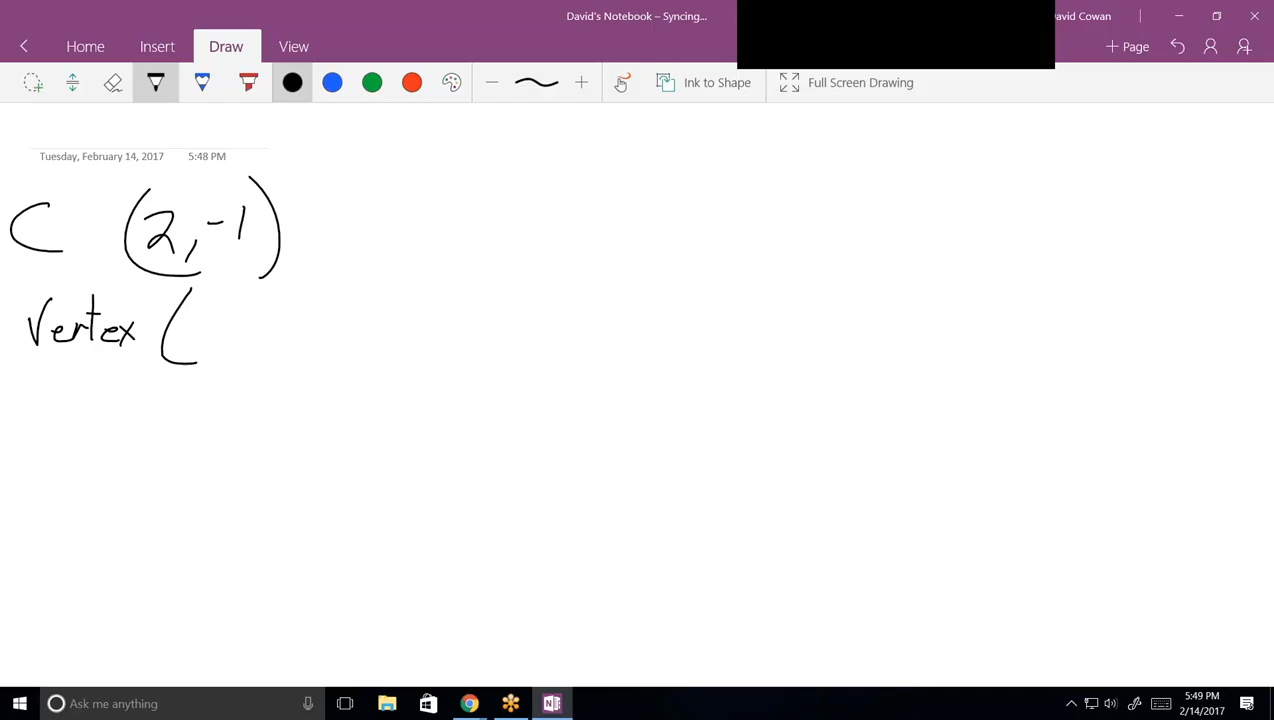 David's Notebook – Syncing...
avid Cowan
Home Insert Draw View
Page
Ink to Shape Full Screen Drawing
Tuesday, February 14, 2017 5:48 PM
C (2, -1)
Vertex (
Ask me anything
5:49 PM
2/14/2017